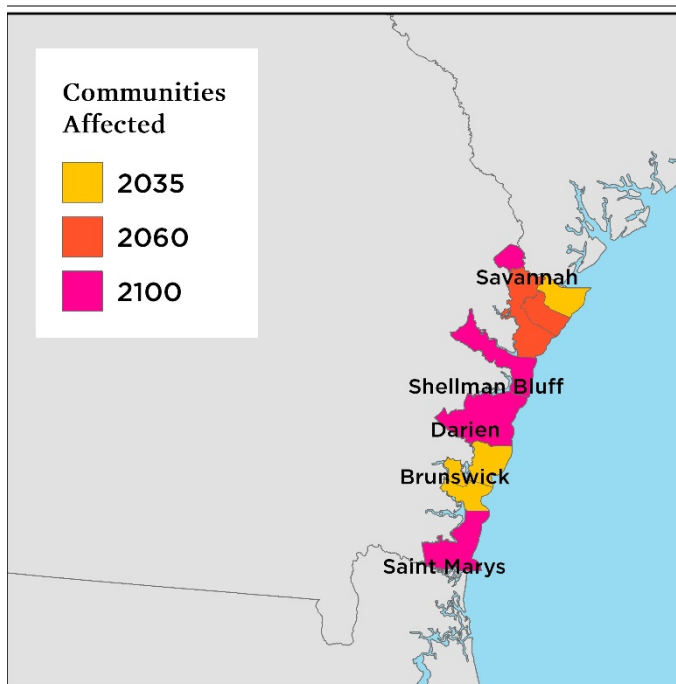 Communities
Affected
2035
2060
2100
Savannah
Shellman Bluff
Darien
Brunswick
Saint Marys